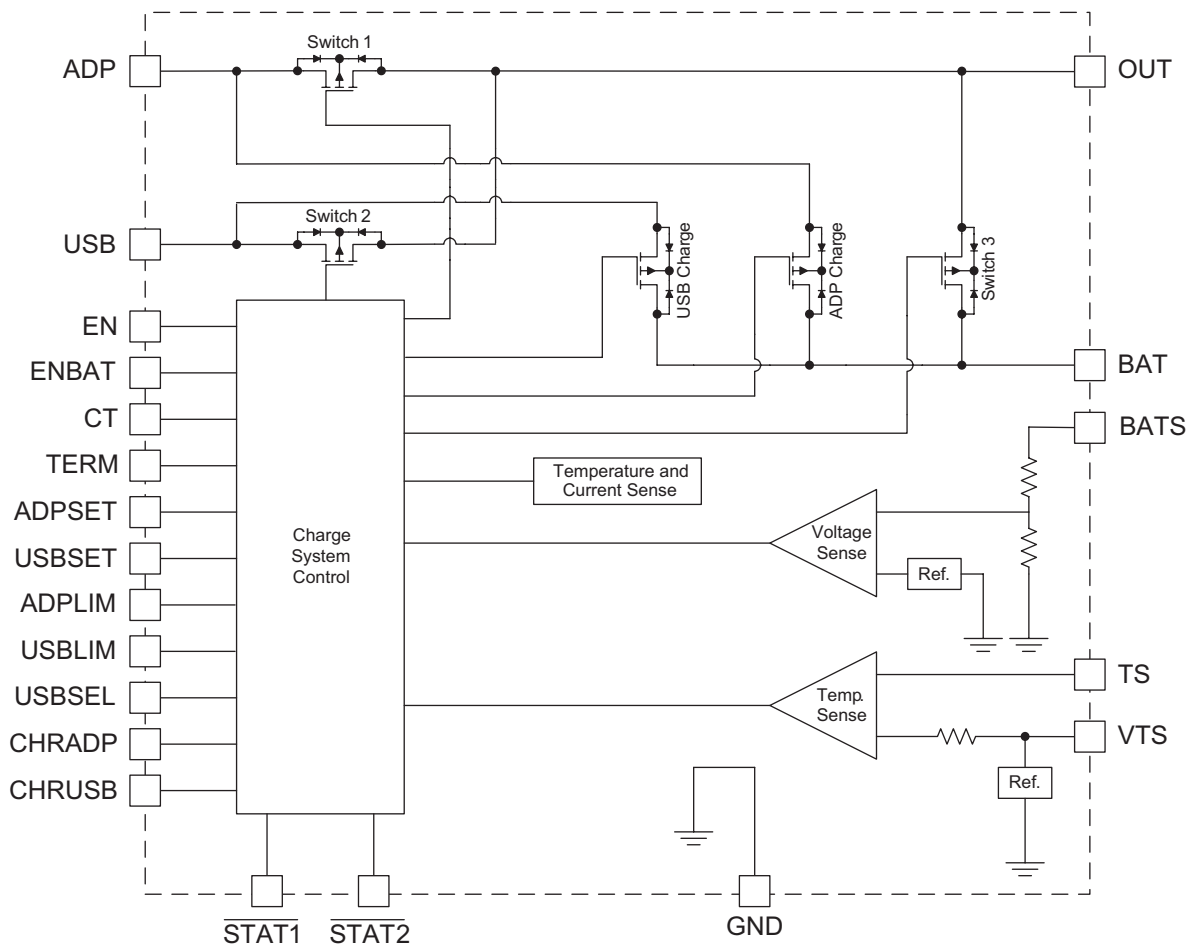 Switch 1
ADP
OUT
Switch 2
USB
USB Charge
ADP Charge
Switch 3
EN
ENBAT
BAT
CT
BATS
TERM
Temperature and
Current Sense
ADPSET
Voltage
Sense
USBSET
Charge
System
Control
Ref.
ADPLIM
USBLIM
TS
USBSEL
Temp.
Sense
CHRADP
VTS
CHRUSB
Ref.
STAT1
STAT2
GND